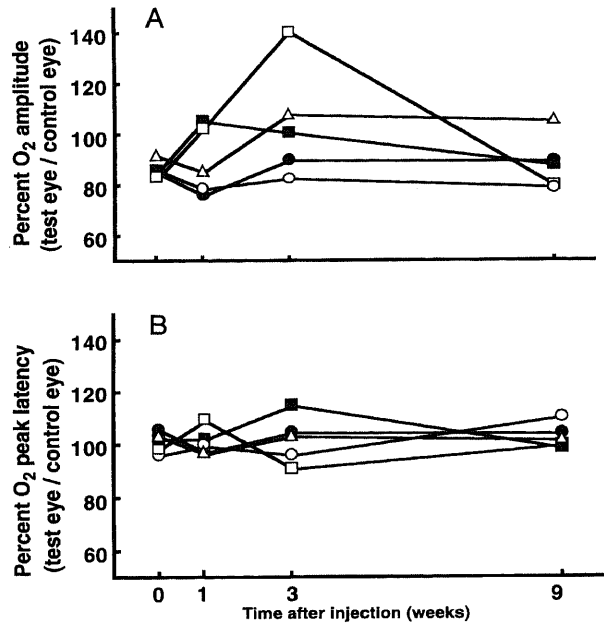 A
Percent O2 amplitude
(test eye / control eye)
140
120
100
80
60
B
Percent O2 peak latency
(test eye / control eye)
140
120
100
80
60
0 1 3 9
Time after injection (weeks)